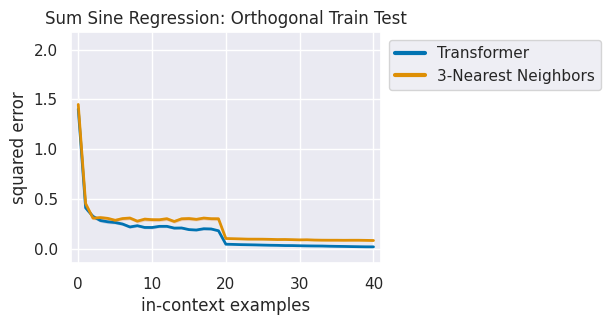 Sum Sine Regression: Orthogonal Train Test
2.0
1.5
1.0
0.5
0.0
squared error
0
10
20
30
40
in-context examples
Transformer
3-Nearest Neighbors